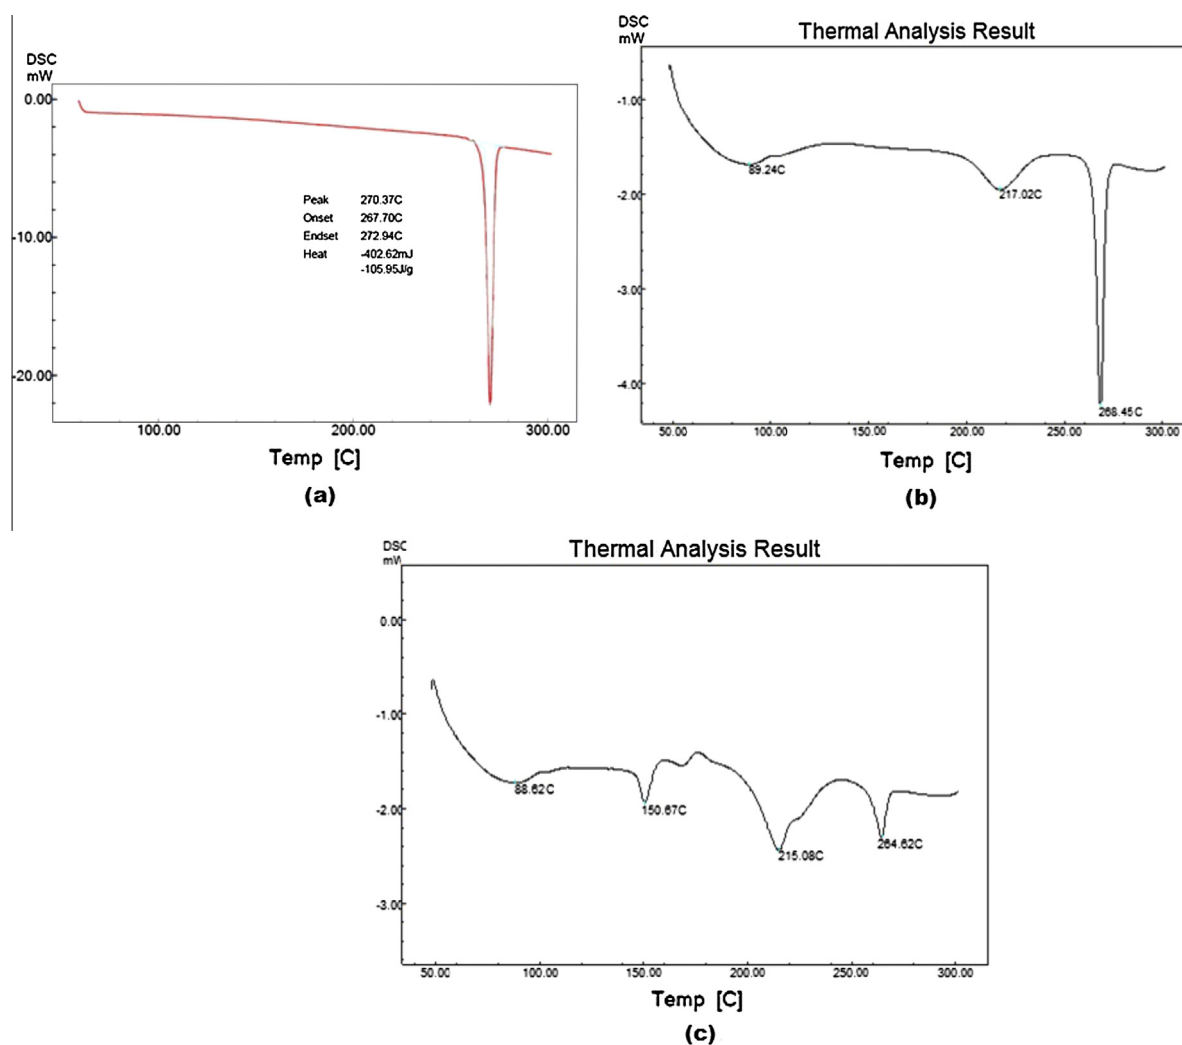 DSC
mW
0.00
-10.00
-20.00
Peak 270.37C
Onset 267.70C
Endset 272.94C
Heat -402.62mJ
-105.95J/g
100.00 200.00 300.00
Temp [C]
(a)
DSC
mW
Thermal Analysis Result
-1.00
-2.00
-3.00
-4.00
89.24C
217.02C
268.45C
50.00 100.00 150.00 200.00 250.00 300.00
Temp [C]
(b)
DSC
mW
Thermal Analysis Result
0.00
-1.00
-2.00
-3.00
88.62C
150.67C
215.08C
264.62C
50.00 100.00 150.00 200.00 250.00 300.00
Temp [C]
(c)